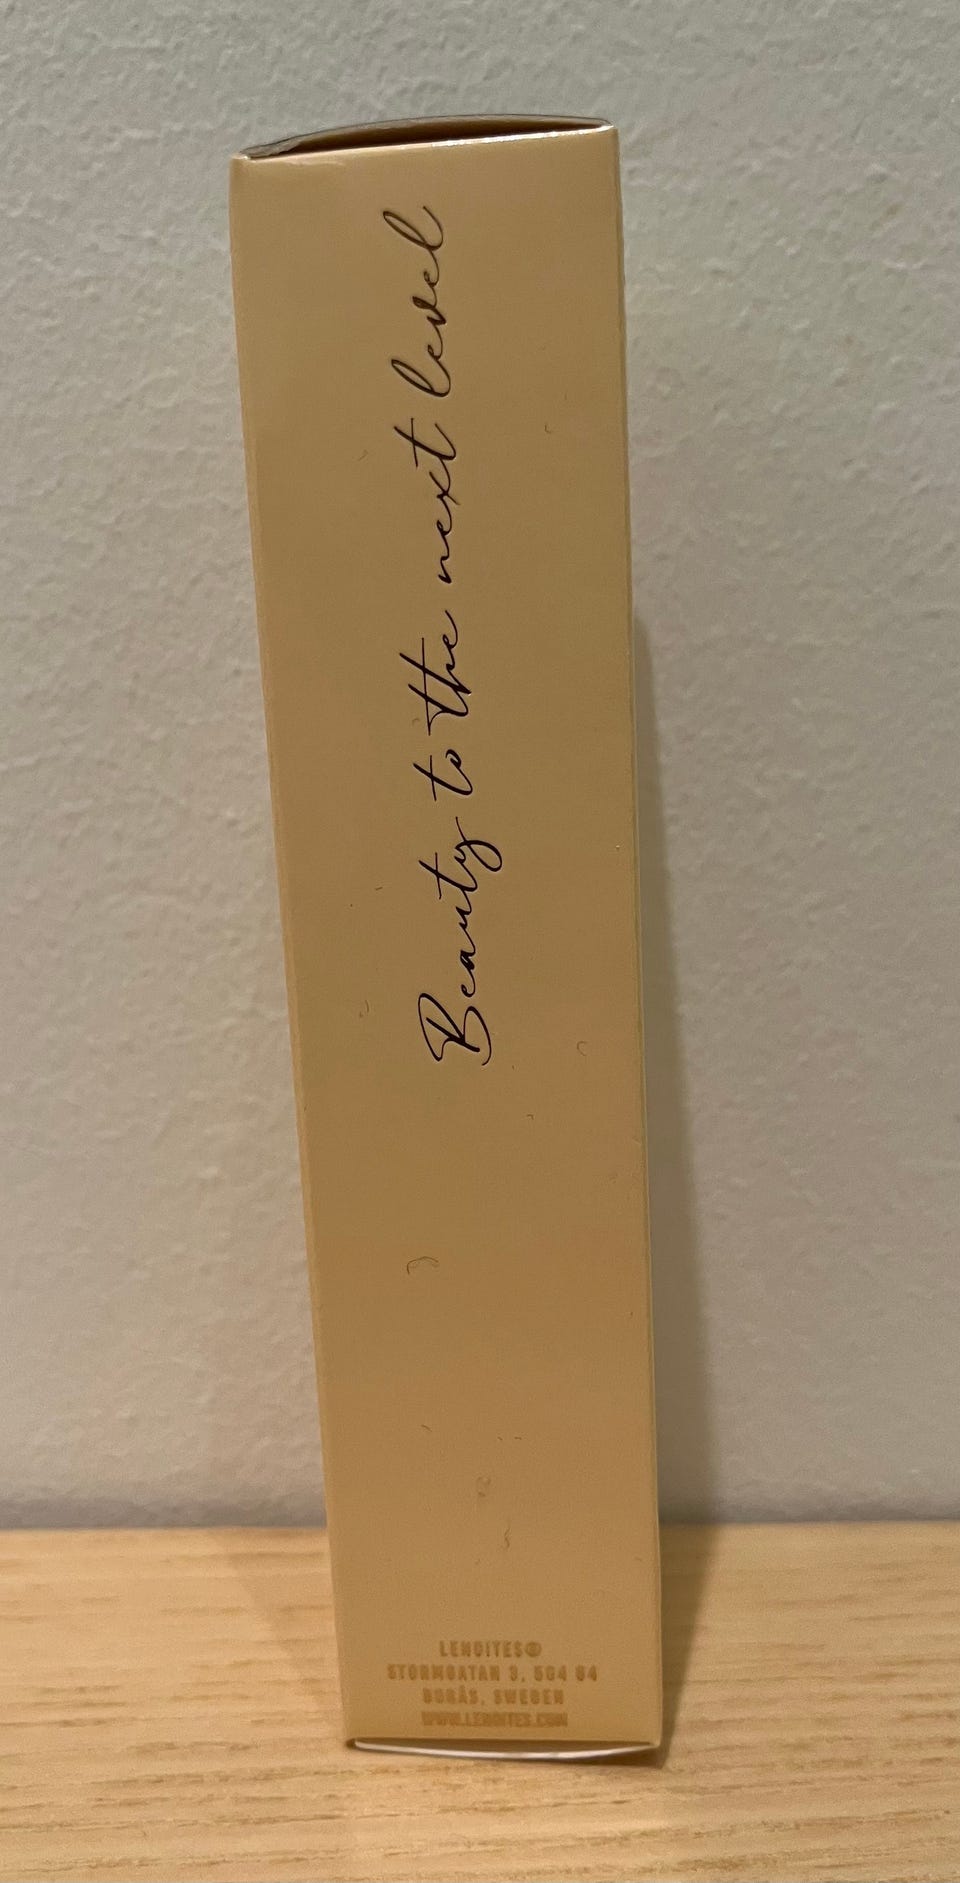 Beauty to the next level
LENOITES®
STORMGATAN 3, 504 64
BORÅS, SWEDEN
WWW.LENOITES.COM